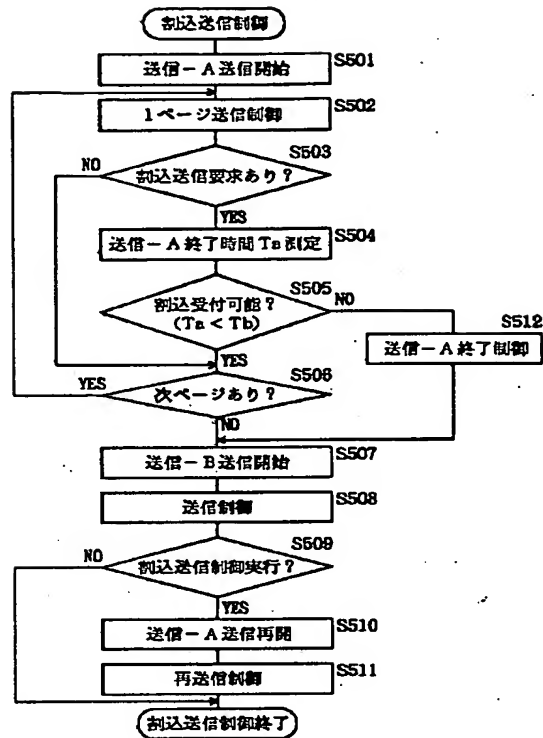 割込送信制御
送信－A送信開始 S501
1ページ送信制御 S502
S503
NO
割込送信要求あり？
YES
送信－A終了時間Ta測定 S504
S505
割込受付可能？
(Ta < Tb)
NO
S512
送信－A終了制御
YES
S506
YES
次ページあり？
NO
送信－B送信開始 S507
送信制御 S508
S509
NO
割込送信制御実行？
YES
送信－A送信再開 S510
再送信制御 S511
割込送信制御終了